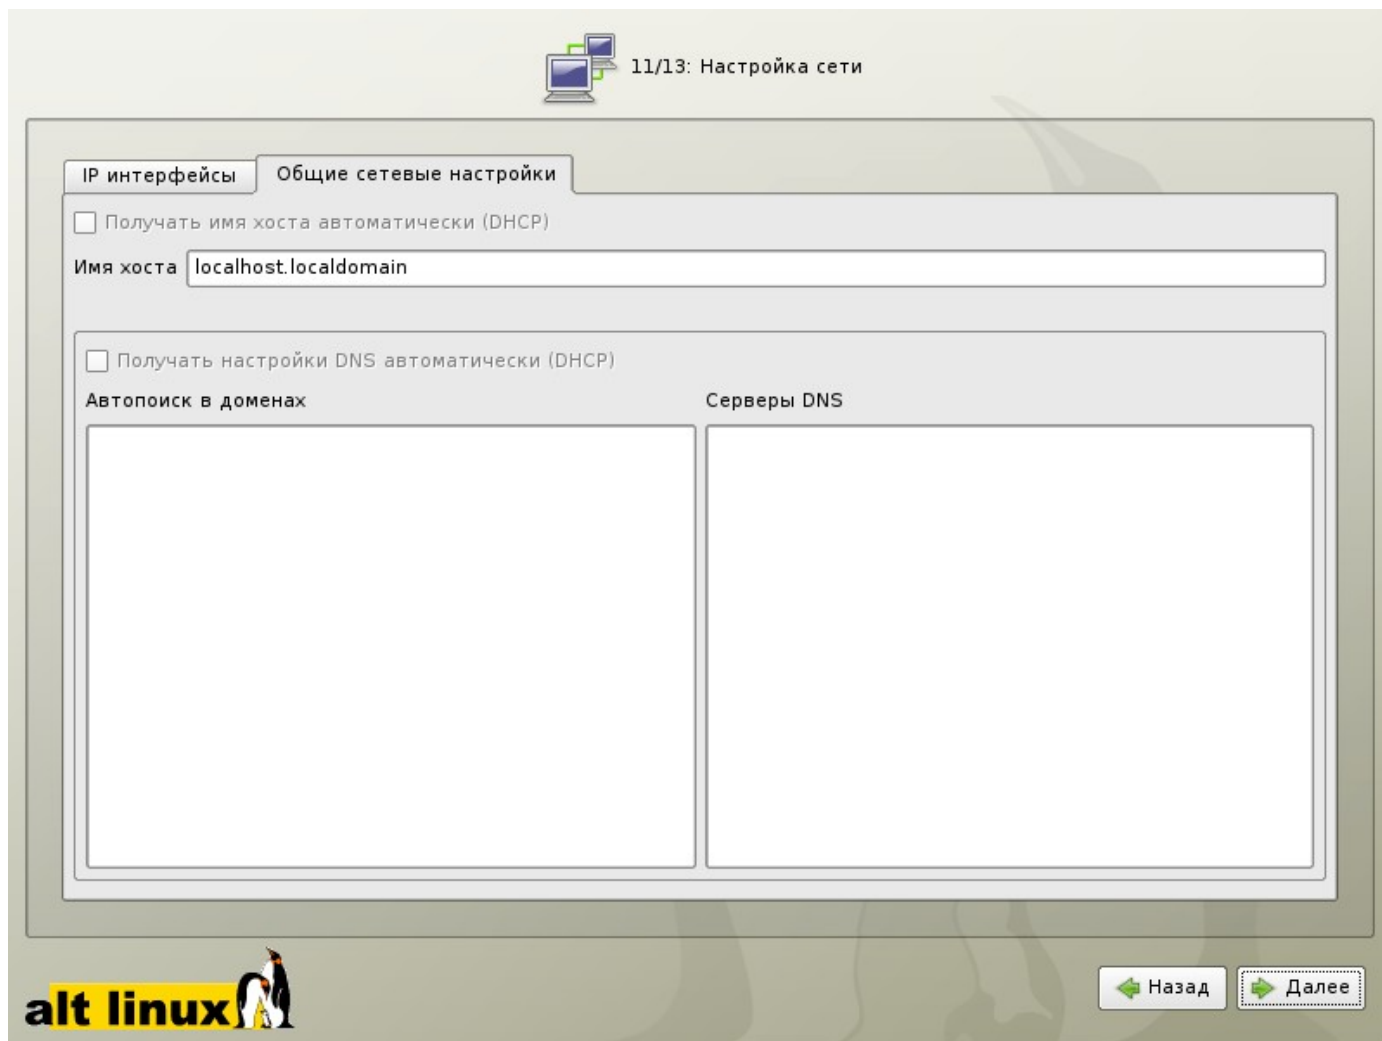 11/13: Настройка сети
IP интерфейсы
Общие сетевые настройки
Получать имя хоста автоматически (DHCP)
Имя хоста localhost.localdomain
Получать настройки DNS автоматически (DHCP)
Автопоиск в доменах
Серверы DNS
alt linux
Назад
Далее